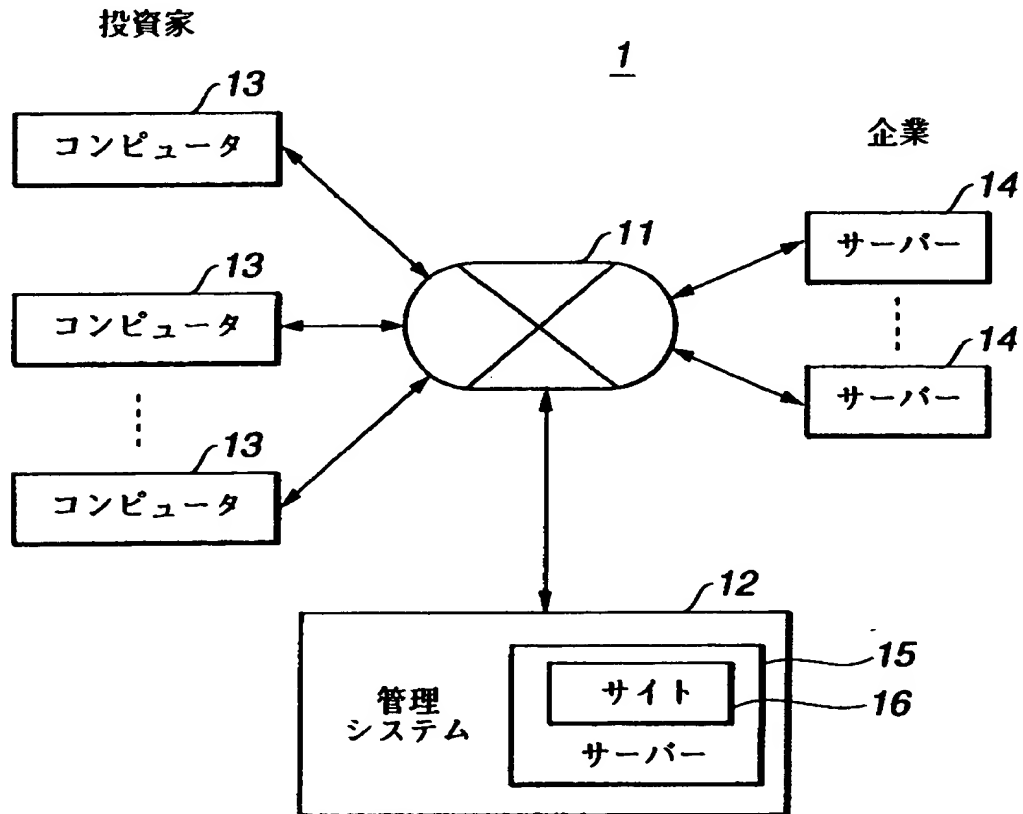 投資家
1
13
コンピュータ
企業
14
サーバー
11
13
コンピュータ
14
サーバー
13
コンピュータ
12
15
サイト
16
管理
システム
サーバー